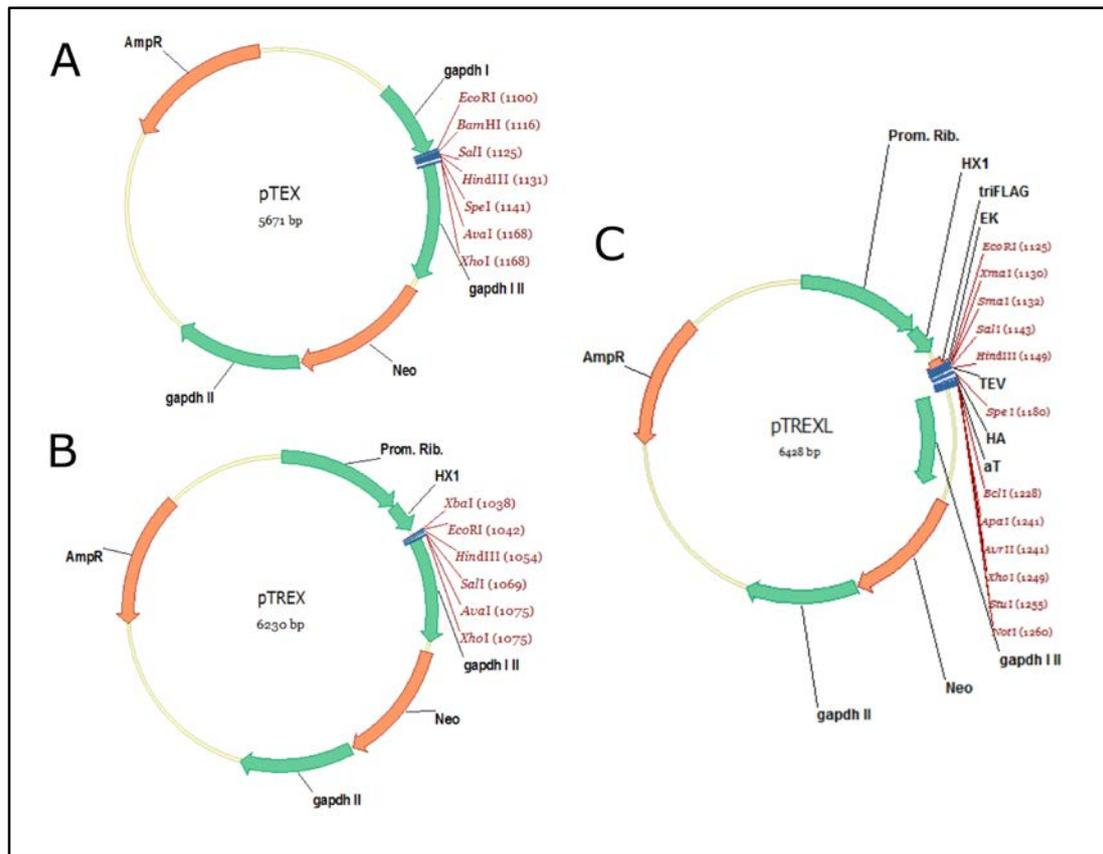 A
AmpR
gapdh I
EcoRI (1100)
BamHI (1116)
SalI (1125)
HindIII (1131)
SpeI (1141)
AvaI (1168)
XhoI (1168)
gapdh I II
Neo
gapdh II
pTEX
5671 bp
B
Prom. Rib.
HX1
XbaI (1038)
EcoRI (1042)
HindIII (1054)
SalI (1069)
AvaI (1075)
XhoI (1075)
gapdh I II
Neo
gapdh II
AmpR
pTREX
6230 bp
C
Prom. Rib.
HX1
triFLAG
EK
EcoRI (1125)
XmaI (1130)
SmaI (1132)
SalI (1143)
HindIII (1149)
TEV
SpeI (1180)
HA
aT
BclI (1228)
ApaI (1241)
AvrII (1241)
XhoI (1249)
StuI (1255)
NotI (1260)
gapdh I II
Neo
gapdh II
AmpR
pTREXL
6428 bp